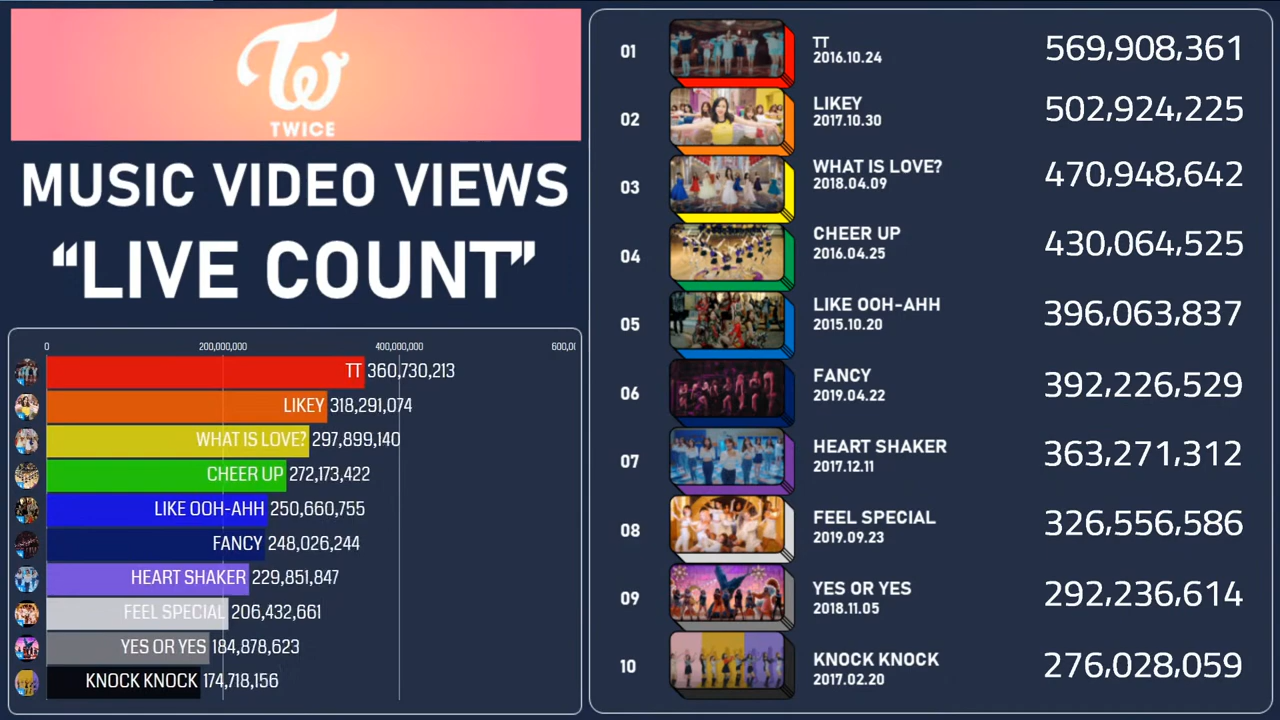 TWICE
MUSIC VIDEO VIEWS
“LIVE COUNT”
0 200,000,000 400,000,000 600,0
TT 360,730,213
LIKEY 318,291,074
WHAT IS LOVE? 297,899,140
CHEER UP 272,173,422
LIKE OOH-AHH 250,660,755
FANCY 248,026,244
HEART SHAKER 229,851,847
FEEL SPECIAL 206,432,661
YES OR YES 184,878,623
KNOCK KNOCK 174,718,156
01 TT 569,908,361
2016.10.24
02 LIKEY 502,924,225
2017.10.30
03 WHAT IS LOVE? 470,948,642
2018.04.09
04 CHEER UP 430,064,525
2016.04.25
05 LIKE OOH-AHH 396,063,837
2015.10.20
06 FANCY 392,226,529
2019.04.22
07 HEART SHAKER 363,271,312
2017.12.11
08 FEEL SPECIAL 326,556,586
2019.09.23
09 YES OR YES 292,236,614
2018.11.05
10 KNOCK KNOCK 276,028,059
2017.02.20